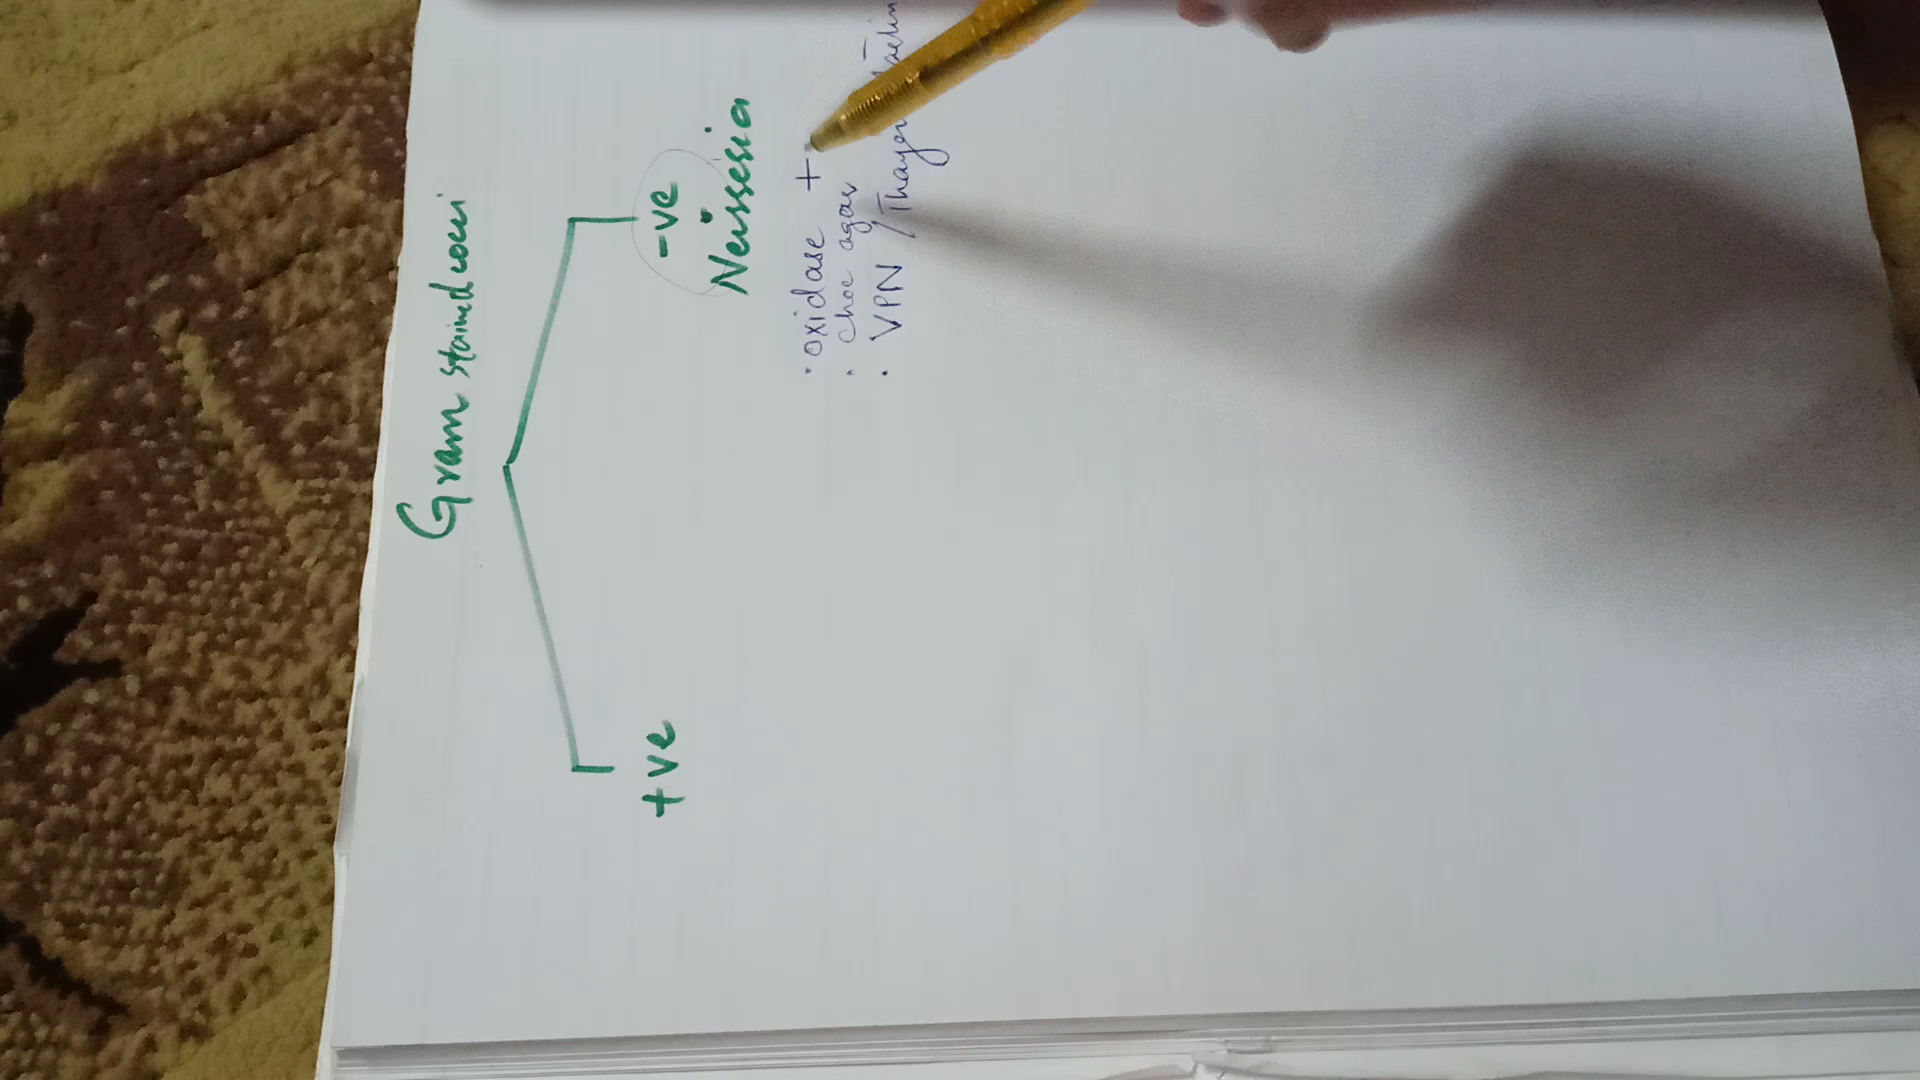 Gram stained cocci
+ve
-ve
Neisseria
• oxidase +
• choc agar
• VPN / Thayer